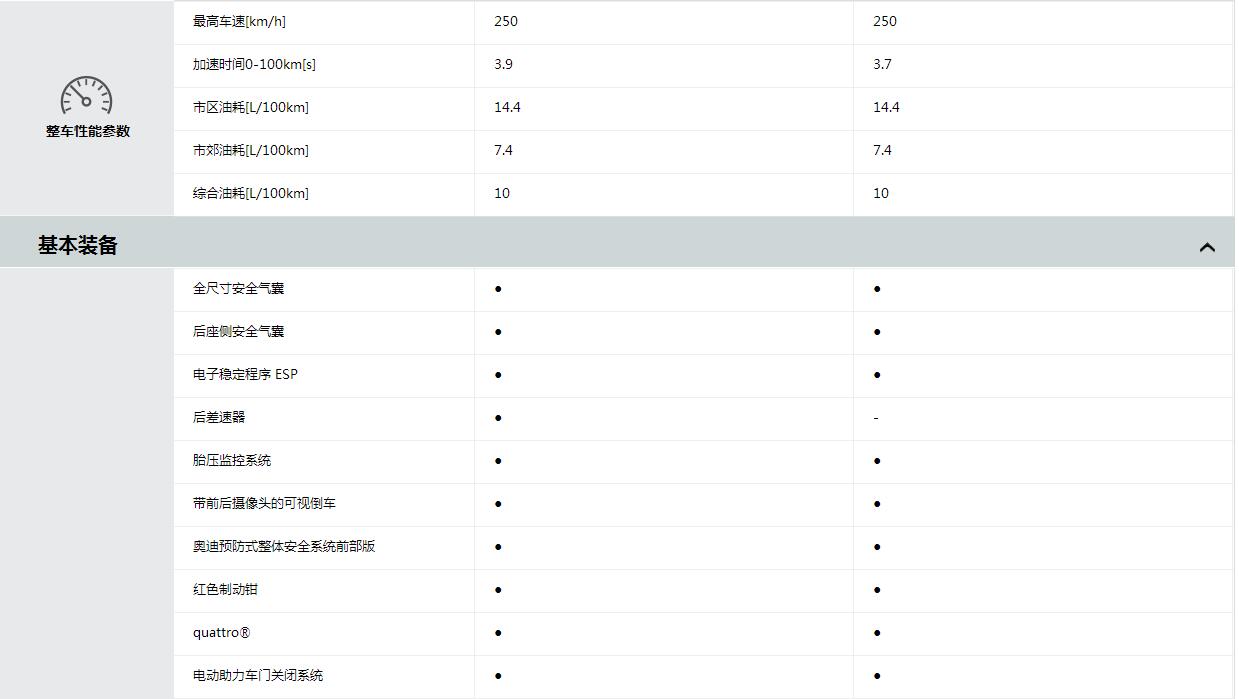 最高车速[km/h] 250 250
加速时间0-100km[s] 3.9 3.7
市区油耗[L/100km] 14.4 14.4
整车性能参数
市郊油耗[L/100km] 7.4 7.4
综合油耗[L/100km] 10 10
基本装备
全尺寸安全气囊 ● ●
后座侧安全气囊 ● ●
电子稳定程序 ESP ● ●
后差速器 ● -
胎压监控系统 ● ●
带前后摄像头的可视倒车 ● ●
奥迪预防式整体安全系统前部版 ● ●
红色制动钳 ● ●
quattro® ● ●
电动助力车门关闭系统 ● ●